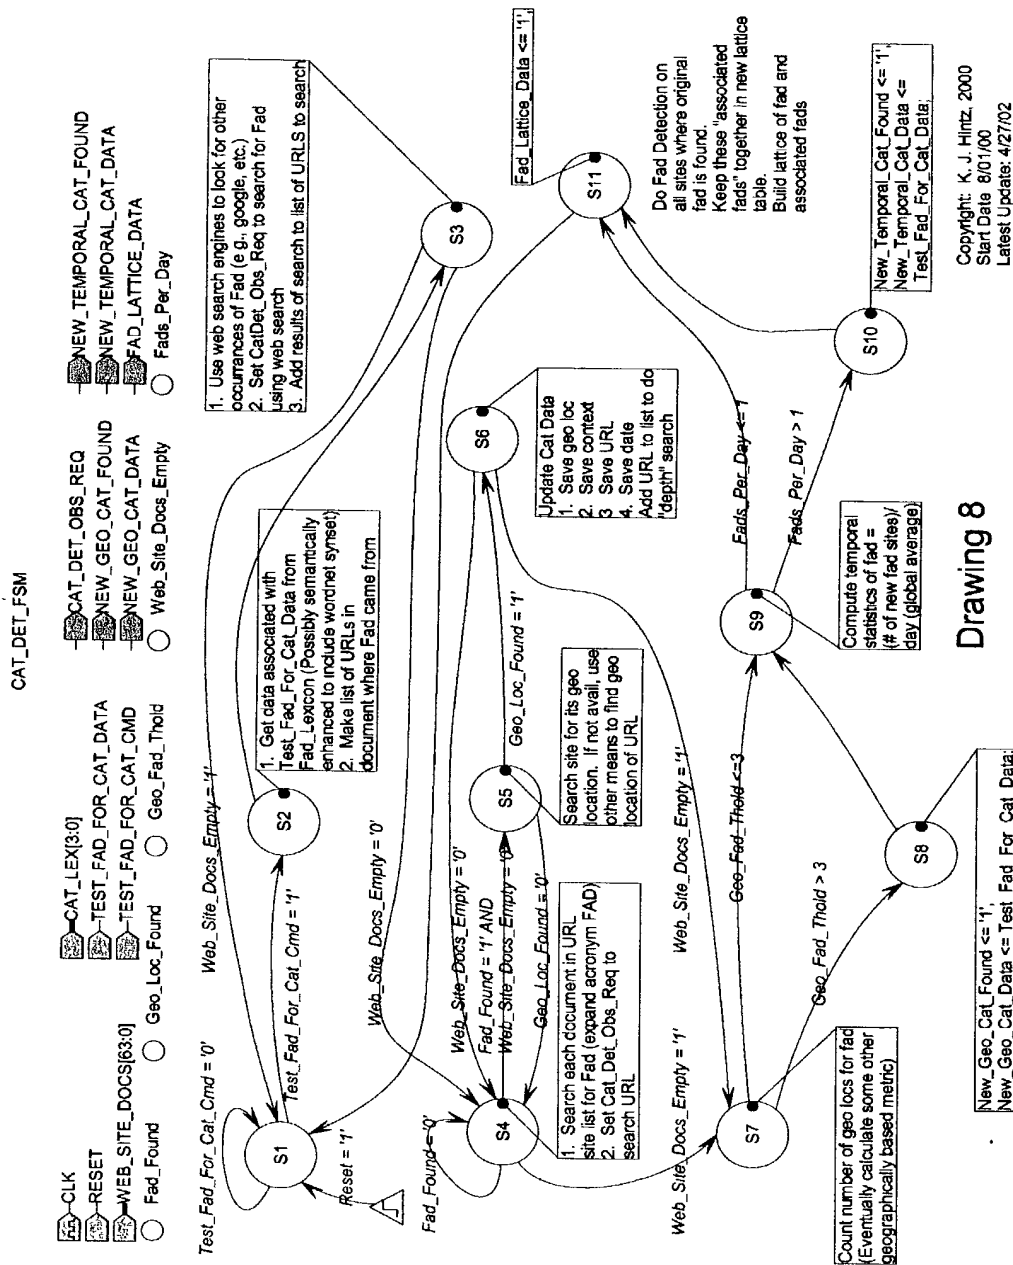 CAT_DET_FSM
CLK
RESET
WEB_SITE_DOCS[63:0]
Fad_Found
Geo_Loc_Found
CAT_LEX[3:0]
TEST_FAD_FOR_CAT_DATA
TEST_FAD_FOR_CAT_CMD
Geo_Fad_Thold
CAT_DET_OBS_REQ
NEW_GEO_CAT_FOUND
NEW_GEO_CAT_DATA
Web_Site_Docs_Empty
NEW_TEMPORAL_CAT_FOUND
NEW_TEMPORAL_CAT_DATA
FAD_LATTICE_DATA
Fads_Per_Day
Test_Fad_For_Cat_Cmd = '0'
S1
Reset = '1'
Test_Fad_For_Cat_Cmd = '1'
Web_Site_Docs_Empty = '1'
S2
1. Get data associated with
Test_Fad_For_Cat_Data from
Fad_Lexicon (Possibly semantically
enhanced to include wordnet synset)
2. Make list of URLs in
document where Fad came from
S3
1. Use web search engines to look for other
occurrances of Fad (e g., google, etc.)
2. Set CatDet_Obs_Req to search for Fad
using web search
3. Add results of search to list of URLS to search
Web_Site_Docs_Empty = '0'
Fad_Found='0'
S4
1. Search each document in URL
site list for Fad (expand acronym FAD)
2. Set Cat_Det_Obs_Req to
search URL
Web_Site_Docs_Empty = '0'
Fad_Found = '1' AND
Web_Site_Docs_Empty = '0'
Geo_Loc_Found = '0'
S5
Search site for its geo
location. If not avail, use
other means to find geo
location of URL
Geo_Loc_Found = '1'
S6
Update Cat Data
1. Save geo loc
2. Save context
3 Save URL
4. Save date
Add URL to list to do
"depth" search
Web_Site_Docs_Empty = '1'
Web_Site_Docs_Empty = '1'
S7
Count number of geo locs for fad
(Eventually calculate some other
geographically based metric)
Geo_Fad_Thold <=3
Geo_Fad_Thold > 3
S8
New_Geo_Cat_Found <= '1',
New_Geo_Cat_Data <= Test_Fad_For_Cat_Data;
S9
Compute temporal
statistics of fad =
(# of new fad sites)/
day (global average)
Fads_Per_Day <= 1
Fads_Per_Day > 1
S10
New_Temporal_Cat_Found <= '1',
New_Temporal_Cat_Data <=
Test_Fad_For_Cat_Data;
S11
Fad_Lattice_Data <= '1',
Do Fad Detection on
all sites where original
fad is found.
Keep these "associated
fads" together in new lattice
table.
Build lattice of fad and
associated fads
Drawing 8
Copyright: K. J. Hintz, 2000
Start Date 8/01/00
Latest Update: 4/27/02